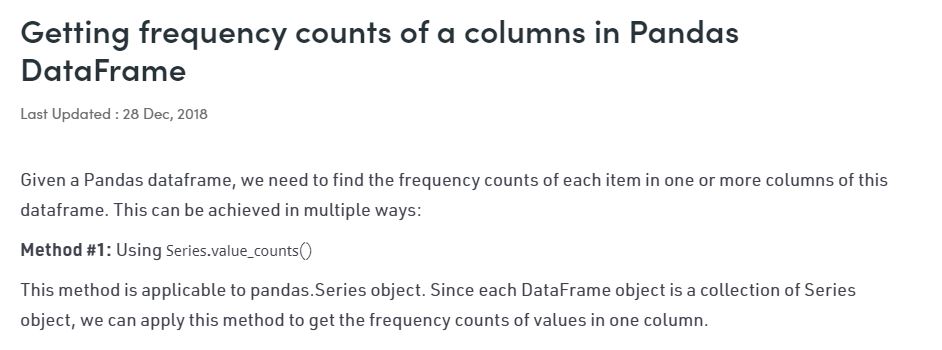 Getting frequency counts of a columns in Pandas
DataFrame
Last Updated : 28 Dec, 2018
Given a Pandas dataframe, we need to find the frequency counts of each item in one or more columns of this
dataframe. This can be achieved in multiple ways:
Method #1: Using Series.value_counts()
This method is applicable to pandas.Series object. Since each DataFrame object is a collection of Series
object, we can apply this method to get the frequency counts of values in one column.